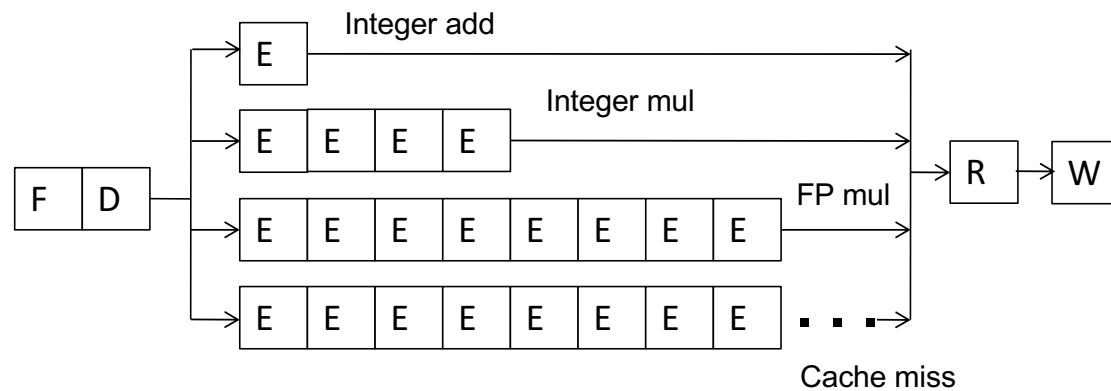 E
Integer add
E E E E
Integer mul
F D
R W
E E E E E E E E
FP mul
E E E E E E E E . . .
Cache miss